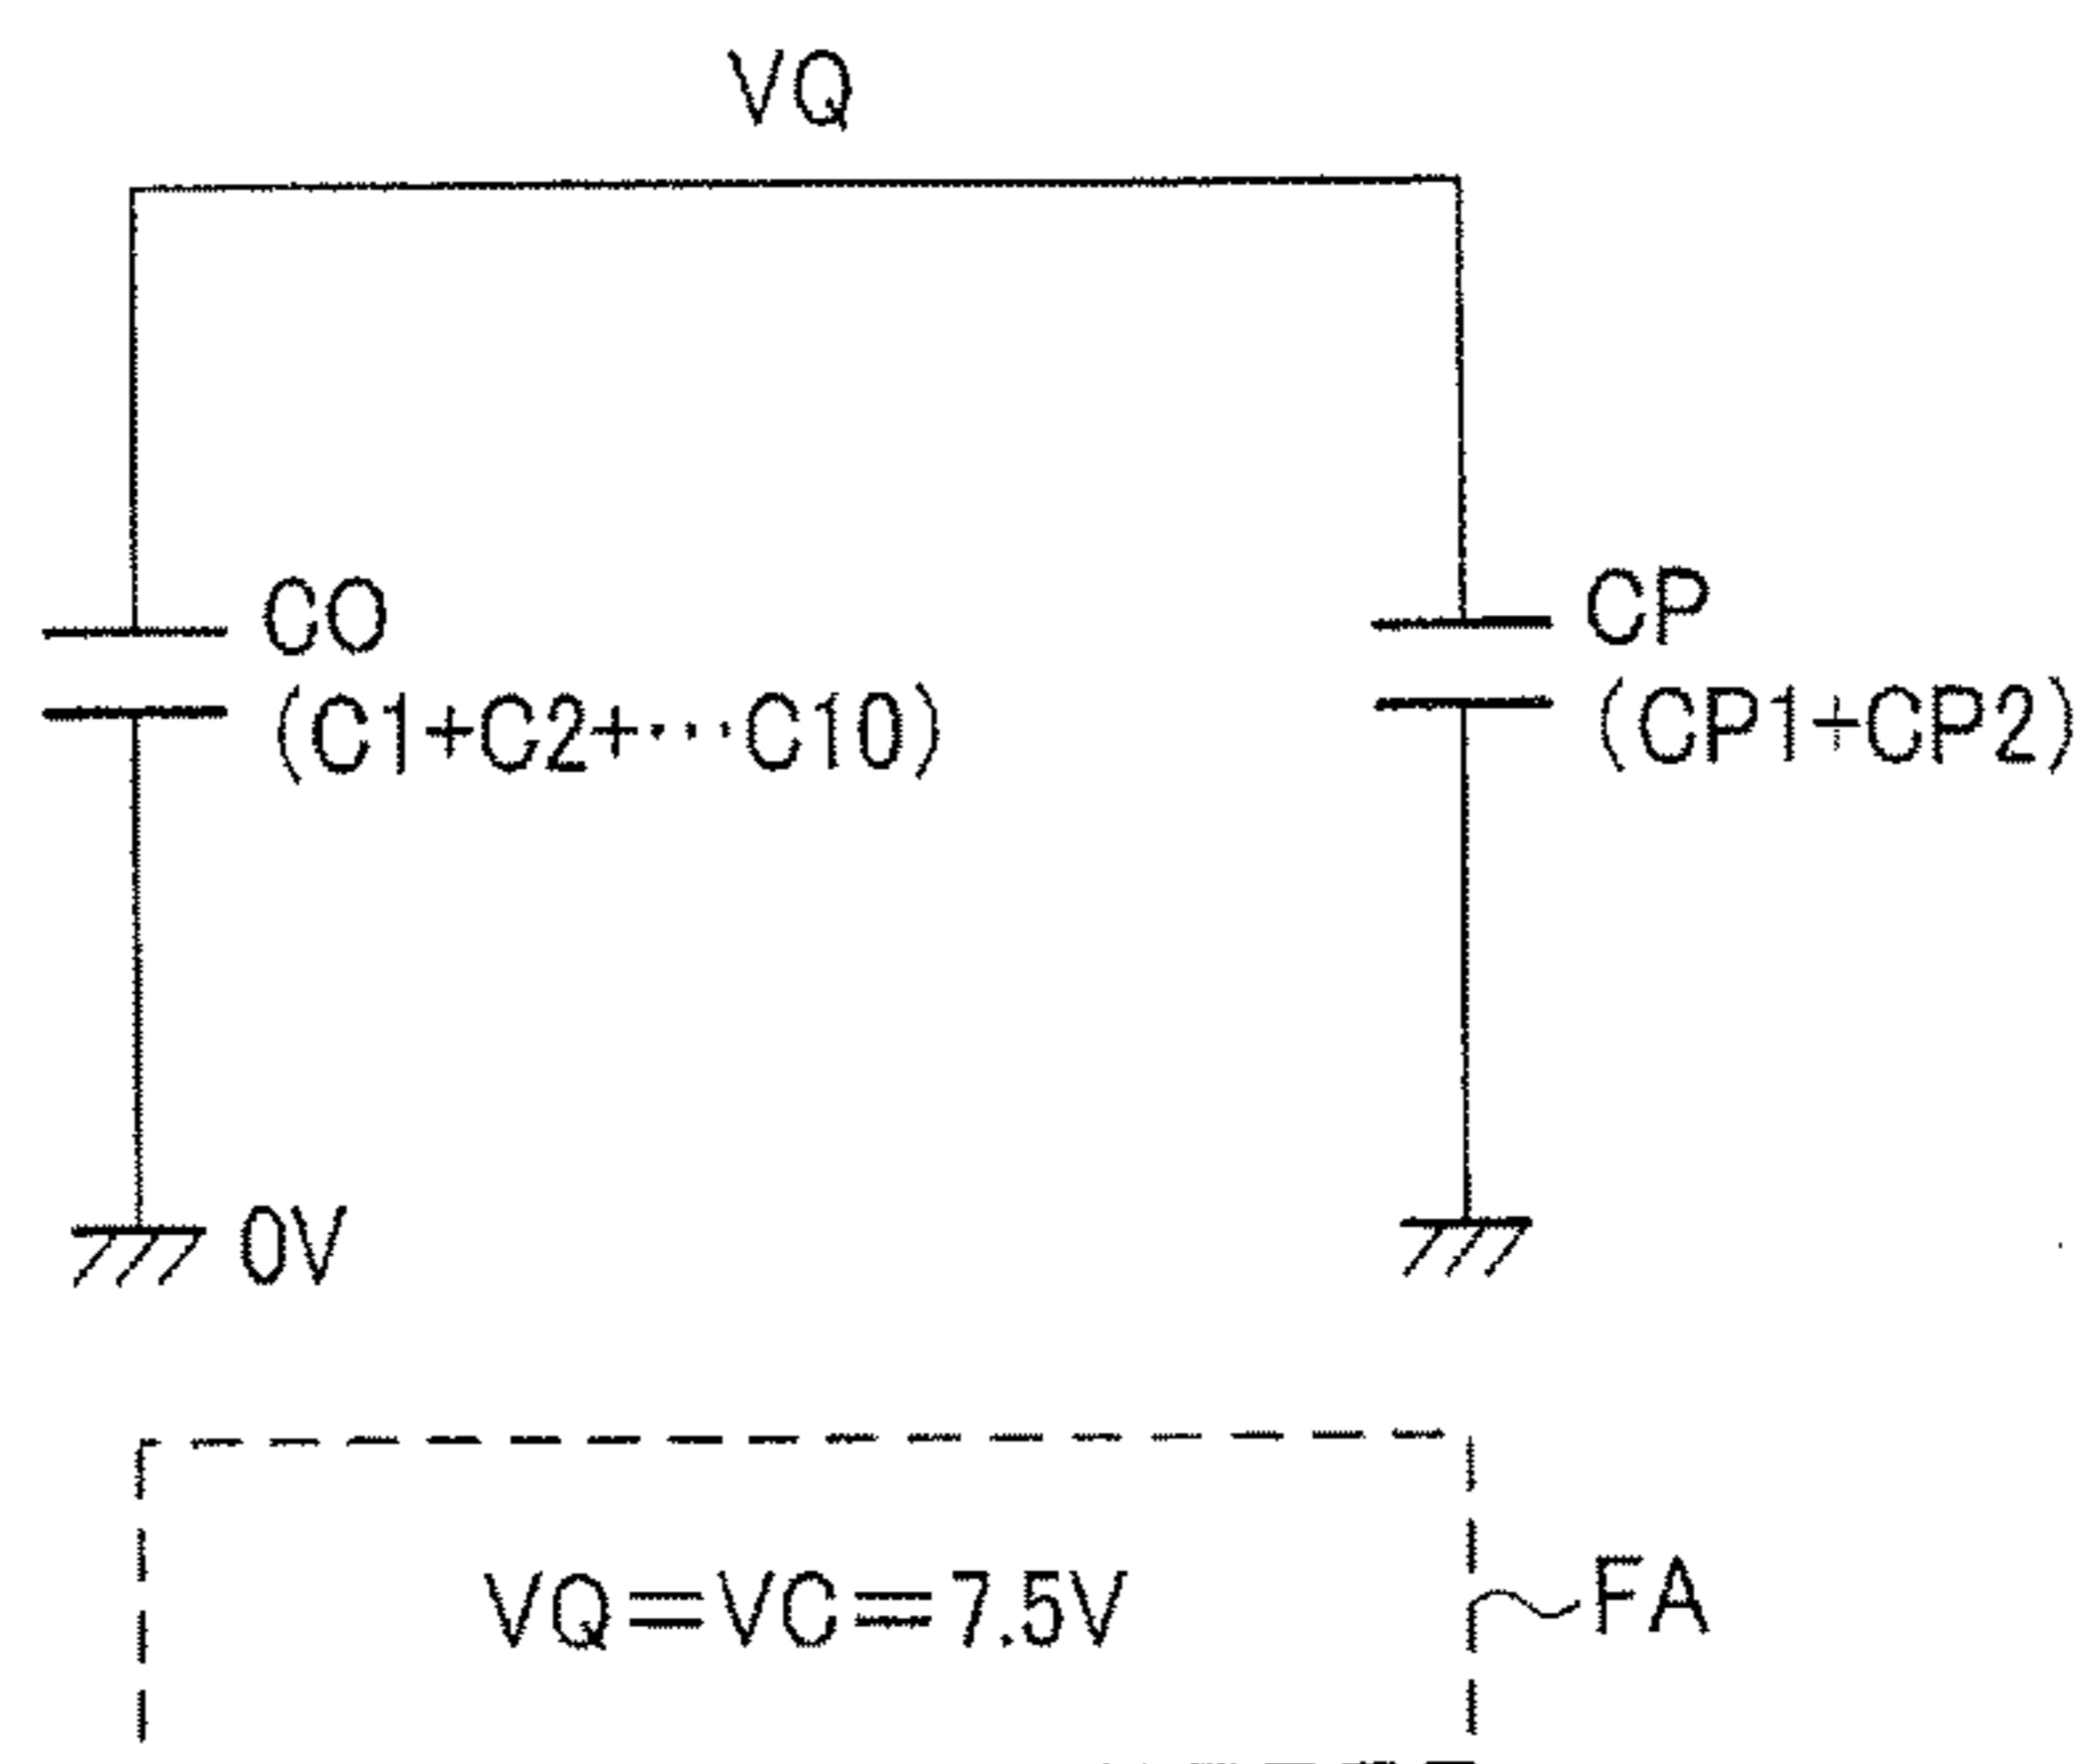 VQ
CO
(C1+C2+···C10)
CP
(CP1+CP2)
0V
VQ=VC=7.5V
FA